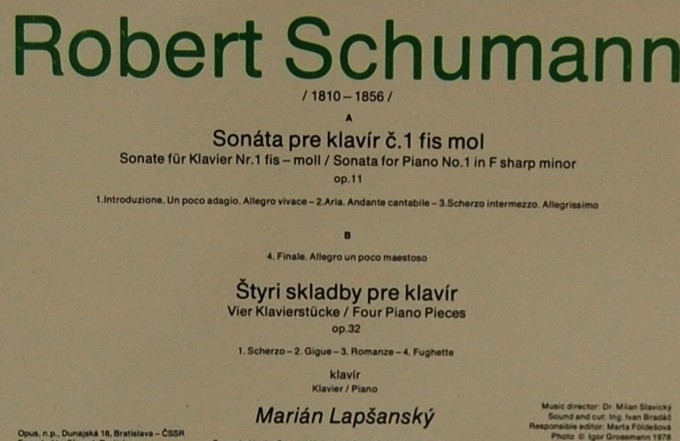 Robert Schumann
/ 1810 – 1856 /
A
Sonáta pre klavír č.1 fis mol
Sonate für Klavier Nr.1 fis – moll / Sonata for Piano No.1 in F sharp minor
op.11
1.Introduzione. Un poco adagio. Allegro vivace – 2.Aria. Andante cantabile – 3.Scherzo intermezzo. Allegrissimo
B
4. Finale. Allegro un poco maestoso
Štyri skladby pre klavír
Vier Klavierstücke / Four Piano Pieces
op.32
1. Scherzo – 2. Gigue – 3. Romanze – 4. Fughette
klavír
Klavier / Piano
Marián Lapšanský
Music director: Dr. Milan Slavický
Sound and cut: Ing. Ivan Bradáč
Responsible editor: Marta Földešová
Photo © Igor Grossmann 1978
Opus, n.p., Dunajská 18, Bratislava – ČSSR